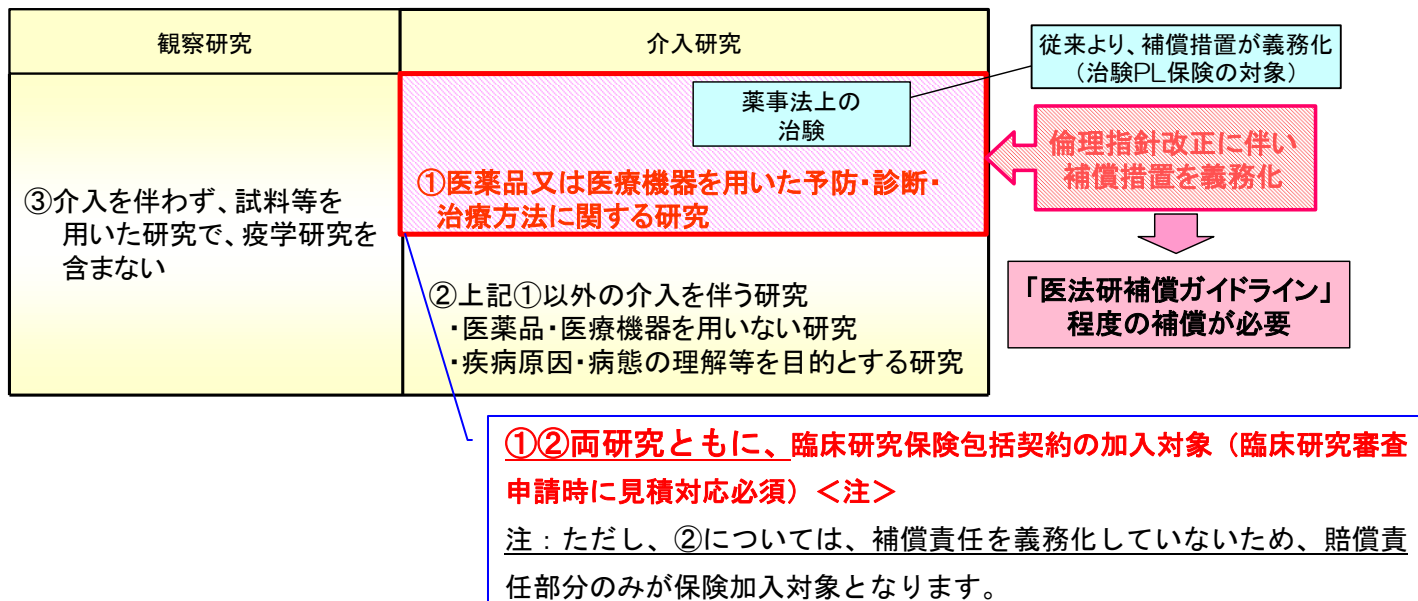 観察研究
介入研究
従来より、補償措置が義務化
（治験PL保険の対象）
薬事法上の
治験
倫理指針改正に伴い
補償措置を義務化
①医薬品又は医療機器を用いた予防・診断・
治療方法に関する研究
③介入を伴わず、試料等を
用いた研究で、疫学研究を
含まない
「医法研補償ガイドライン」
程度の補償が必要
②上記①以外の介入を伴う研究
・医薬品・医療機器を用いない研究
・疾病原因・病態の理解等を目的とする研究
①②両研究ともに、臨床研究保険包括契約の加入対象（臨床研究審査
申請時に見積対応必須）＜注＞
注：ただし、②については、補償責任を義務化していないため、賠償責
任部分のみが保険加入対象となります。